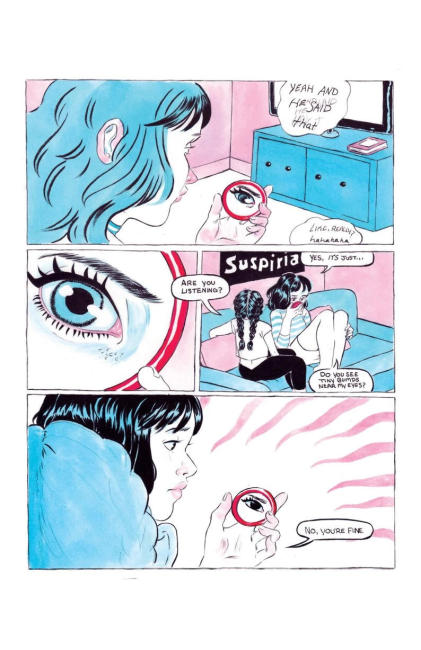 YEAH AND
HE SAID
that
LIKE, REALLY?
hahahaha
ARE YOU
LISTENING?
Suspiria
YES, IT'S JUST...
DO YOU SEE
TINY BUMPS
NEAR MY EYES?
NO, YOU'RE FINE